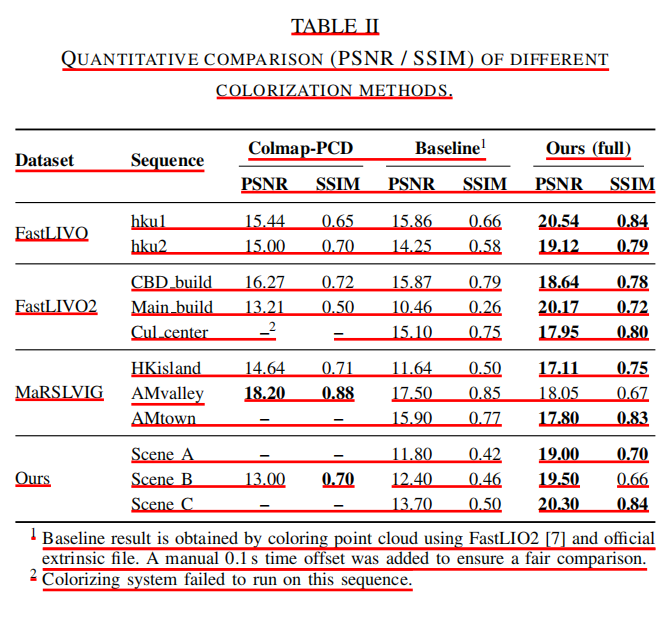 TABLE II
QUANTITATIVE COMPARISON (PSNR / SSIM) OF DIFFERENT
COLORIZATION METHODS.
Dataset Sequence Colmap-PCD Baseline1 Ours (full)
PSNR SSIM PSNR SSIM PSNR SSIM
FastLIVO hku1 15.44 0.65 15.86 0.66 20.54 0.84
hku2 15.00 0.70 14.25 0.58 19.12 0.79
FastLIVO2 CBD_build 16.27 0.72 15.87 0.79 18.64 0.78
Main_build 13.21 0.50 10.46 0.26 20.17 0.72
Cul_center –2 – 15.10 0.75 17.95 0.80
MaRSLVIG HKisland 14.64 0.71 11.64 0.50 17.11 0.75
AMvalley 18.20 0.88 17.50 0.85 18.05 0.67
AMtown – – 15.90 0.77 17.80 0.83
Ours Scene A – – 11.80 0.42 19.00 0.70
Scene B 13.00 0.70 12.40 0.46 19.50 0.66
Scene C – – 13.70 0.50 20.30 0.84
1 Baseline result is obtained by coloring point cloud using FastLIO2 [7] and official
extrinsic file. A manual 0.1 s time offset was added to ensure a fair comparison.
2 Colorizing system failed to run on this sequence.